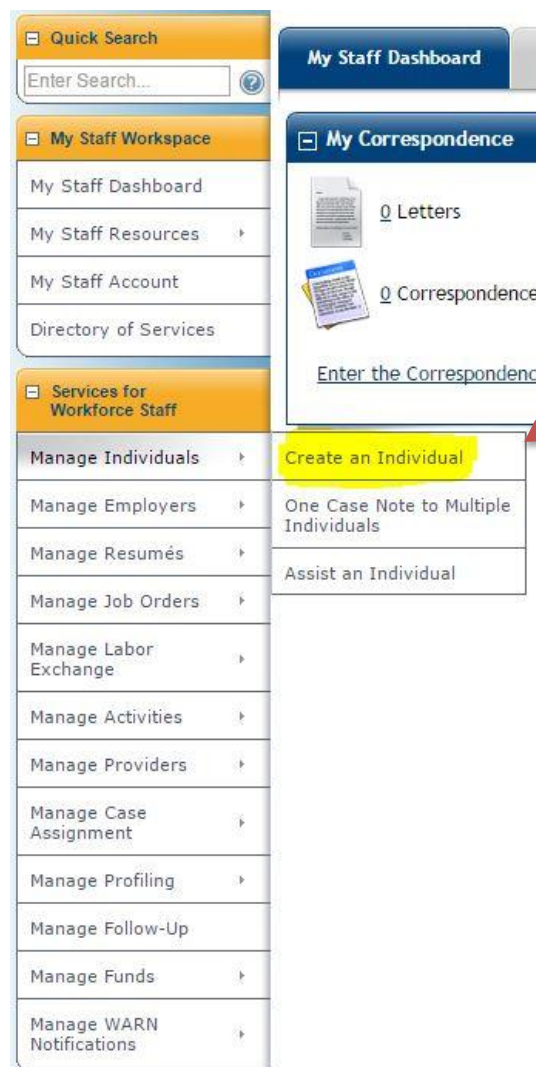 Quick Search
Enter Search...
My Staff Workspace
My Staff Dashboard
My Staff Resources
My Staff Account
Directory of Services
Services for
Workforce Staff
Manage Individuals
Manage Employers
Manage Resumés
Manage Job Orders
Manage Labor
Exchange
Manage Activities
Manage Providers
Manage Case
Assignment
Manage Profiling
Manage Follow-Up
Manage Funds
Manage WARN
Notifications
My Staff Dashboard
My Correspondence
0 Letters
0 Correspondence
Enter the Correspondenc
Create an Individual
One Case Note to Multiple
Individuals
Assist an Individual